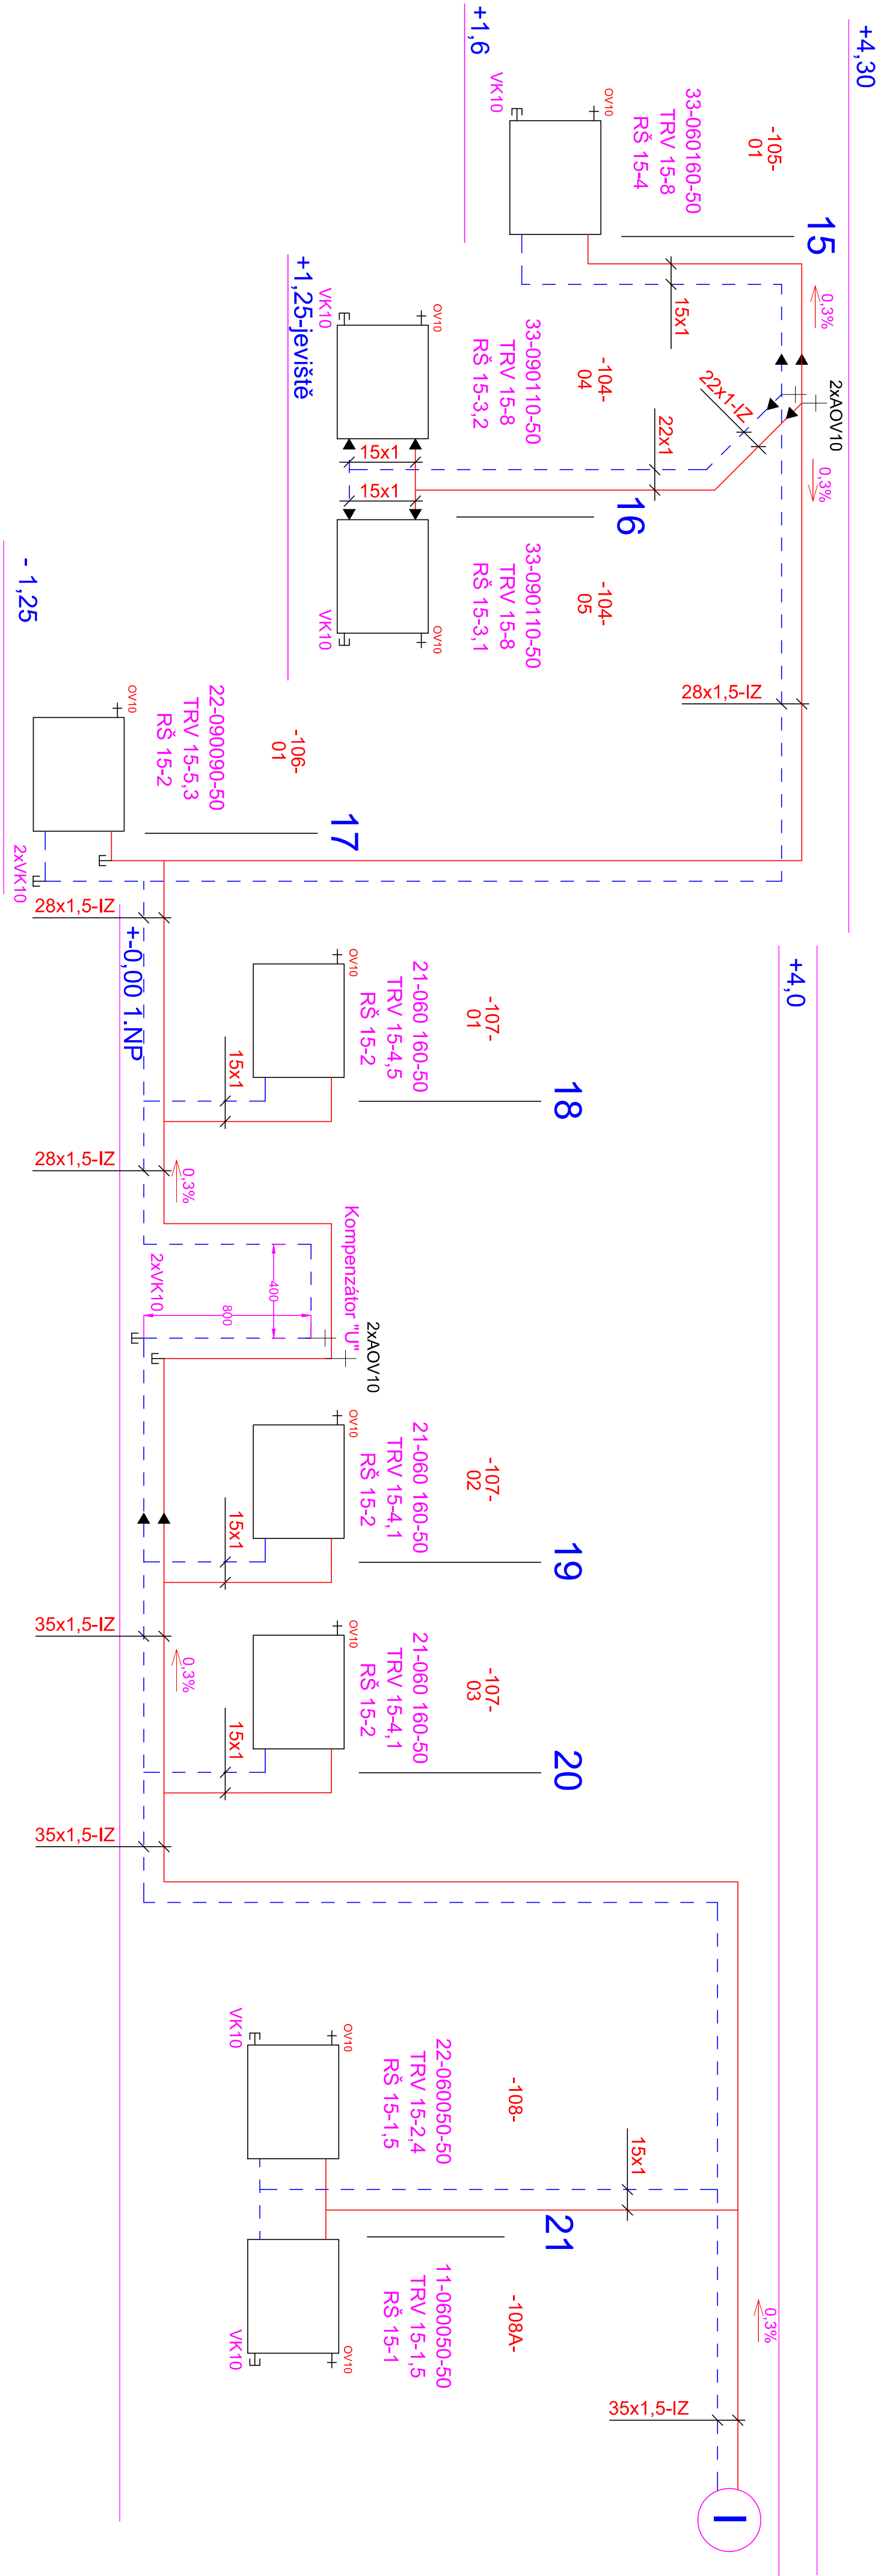 +4,30
+1,6
VK10
OV10
33-060160-50
TRV 15-8
RŠ 15-4
-105-
01
15
15x1
0,3%
2xAOV10
0,3%
22x1-IZ
+1,25-jeviště
VK10
OV10
33-090110-50
TRV 15-8
RŠ 15-3,2
-104-
04
22x1
15x1
15x1
16
33-090110-50
TRV 15-8
RŠ 15-3,1
-104-
05
VK10
OV10
28x1,5-IZ
- 1,25
OV10
22-090090-50
TRV 15-5,3
RŠ 15-2
-106-
01
17
2xVK10
28x1,5-IZ
+-0,00 1.NP
+4,0
OV10
21-060 160-50
TRV 15-4,5
RŠ 15-2
-107-
01
18
15x1
28x1,5-IZ
0,3%
Kompenzátor "U"
400
800
2xVK10
2xAOV10
OV10
21-060 160-50
TRV 15-4,1
RŠ 15-2
-107-
02
19
15x1
35x1,5-IZ
0,3%
OV10
21-060 160-50
TRV 15-4,1
RŠ 15-2
-107-
03
20
15x1
35x1,5-IZ
VK10
OV10
22-060050-50
TRV 15-2,4
RŠ 15-1,5
-108-
15x1
21
11-060050-50
TRV 15-1,5
RŠ 15-1
-108A-
VK10
OV10
0,3%
35x1,5-IZ
I